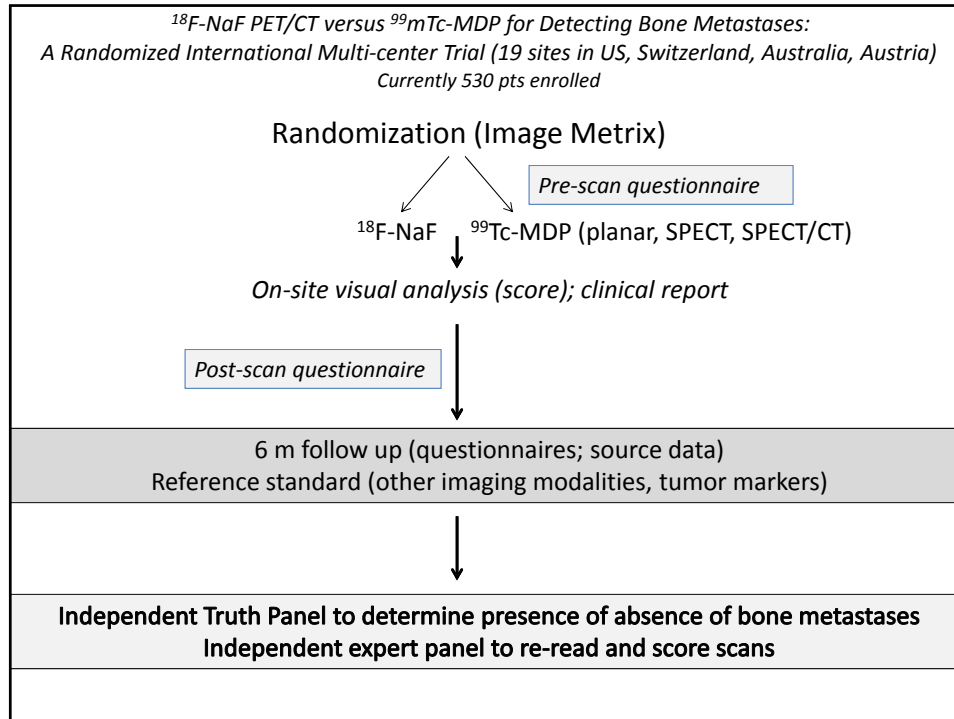 ¹⁸F-NaF PET/CT versus ⁹⁹mTc-MDP for Detecting Bone Metastases:
A Randomized International Multi-center Trial (19 sites in US, Switzerland, Australia, Austria)
Currently 530 pts enrolled
Randomization (Image Metrix)
Pre-scan questionnaire
¹⁸F-NaF ⁹⁹Tc-MDP (planar, SPECT, SPECT/CT)
On-site visual analysis (score); clinical report
Post-scan questionnaire
6 m follow up (questionnaires; source data)
Reference standard (other imaging modalities, tumor markers)
Independent Truth Panel to determine presence of absence of bone metastases
Independent expert panel to re-read and score scans